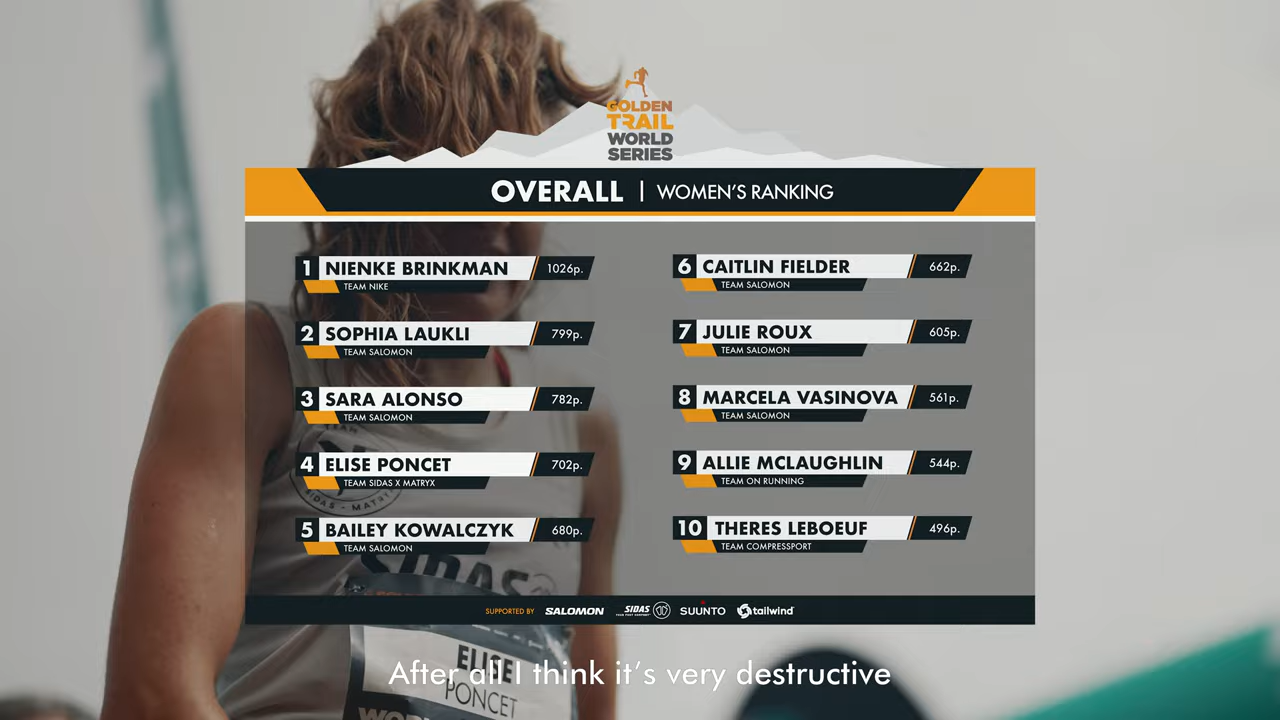 GOLDEN
TRAIL
WORLD
SERIES
OVERALL | WOMEN'S RANKING
1 NIENKE BRINKMAN 1026p.
TEAM NIKE
2 SOPHIA LAUKLI 799p.
TEAM SALOMON
3 SARA ALONSO 782p.
TEAM SALOMON
4 ELISE PONCET 702p.
TEAM SIDAS X MATRYX
5 BAILEY KOWALCZYK 680p.
TEAM SALOMON
6 CAITLIN FIELDER 662p.
TEAM SALOMON
7 JULIE ROUX 605p.
TEAM SALOMON
8 MARCELA VASINOVA 561p.
TEAM SALOMON
9 ALLIE MCLAUGHLIN 544p.
TEAM ON RUNNING
10 THERES LEBOEUF 496p.
TEAM COMPRESSPORT
TEAM
SIDAS - MATRYX
SIDAS
SUPPORTED BY SALOMON SIDAS SUUNTO tailwind
ELISE
PONCET
After all I think it's very destructive